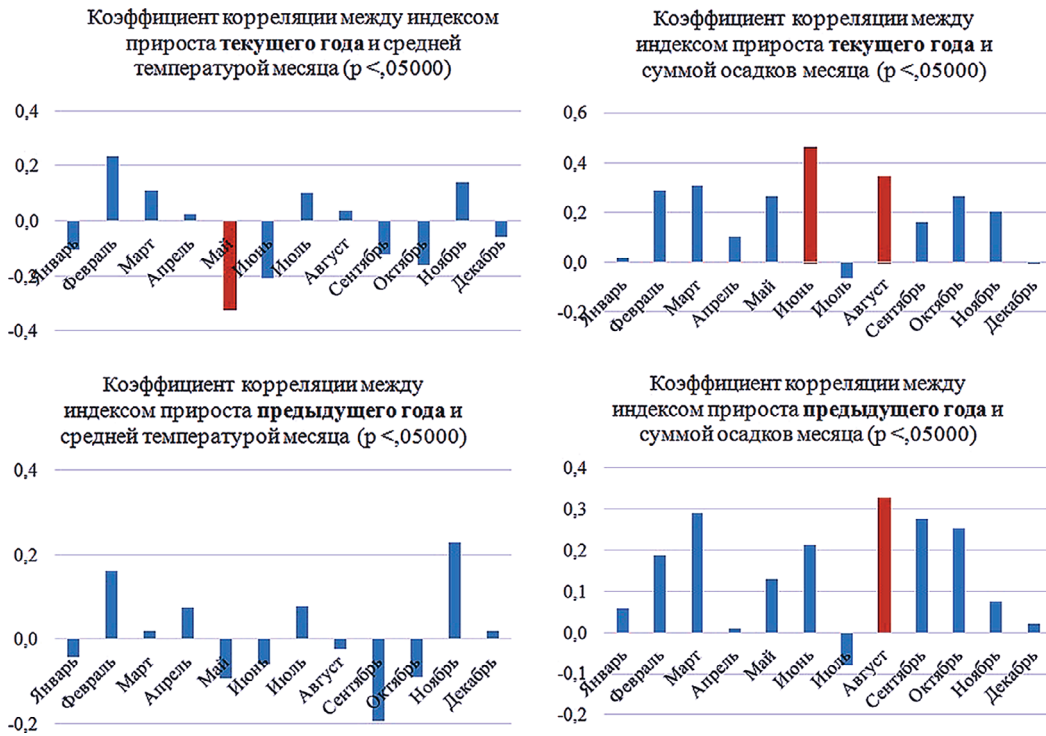 Коэффициент корреляции между индексом
прироста текущего года и средней
температурой месяца (p <,05000)
0,4
0,2
0,0
-0,2
-0,4
Январь
Февраль
Март
Апрель
Май
Июнь
Июль
Август
Сентябрь
Октябрь
Ноябрь
Декабрь
Коэффициент корреляции между
индексом прироста текущего года и
суммой осадков месяца (p <,05000)
0,6
0,4
0,2
0,0
-0,2
Январь
Февраль
Март
Апрель
Май
Июнь
Июль
Август
Сентябрь
Октябрь
Ноябрь
Декабрь
Коэффициент корреляции между
индексом прироста предыдущего года и
средней температурой месяца (p <,05000)
0,4
0,2
0,0
-0,2
Январь
Февраль
Март
Апрель
Май
Июнь
Июль
Август
Сентябрь
Октябрь
Ноябрь
Декабрь
Коэффициент корреляции между
индексом прироста предыдущего года и
суммой осадков месяца (p <,05000)
0,4
0,3
0,2
0,1
0,0
-0,1
-0,2
Январь
Февраль
Март
Апрель
Май
Июнь
Июль
Август
Сентябрь
Октябрь
Ноябрь
Декабрь